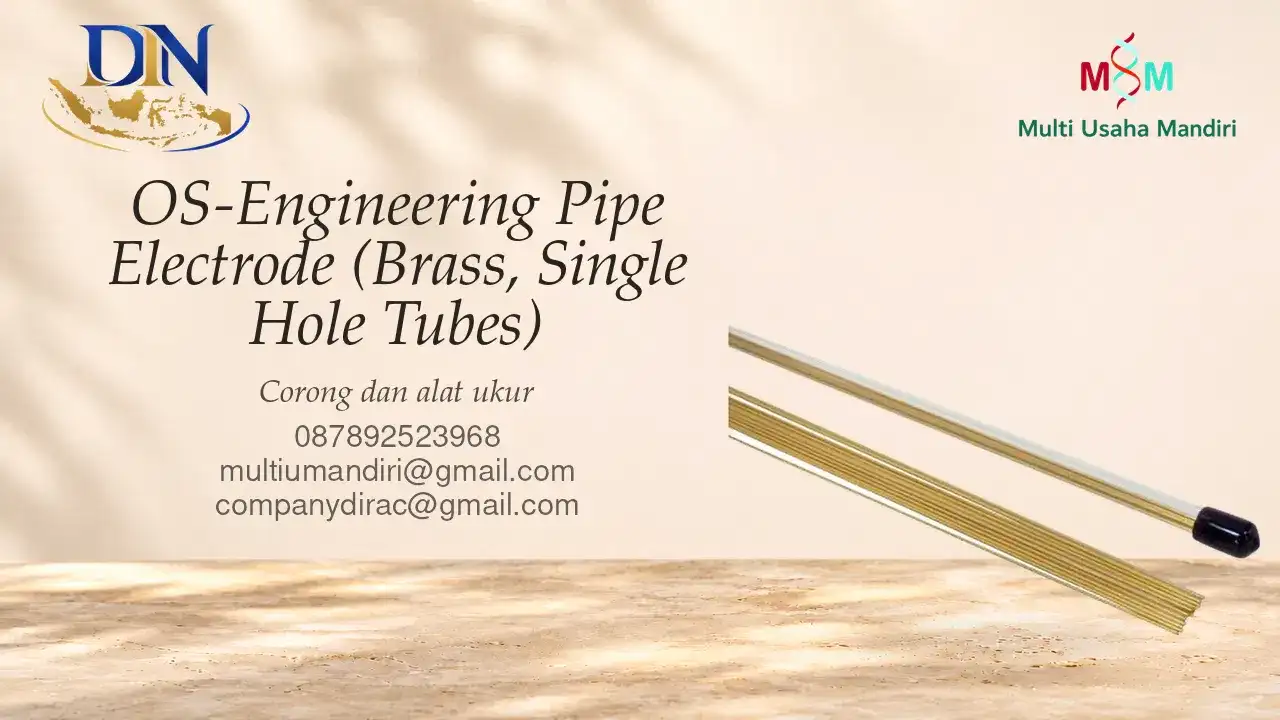 DIN
M M
Multi Usaha Mandiri
OS-Engineering Pipe
Electrode (Brass, Single
Hole Tubes)
Corong dan alat ukur
087892523968
multiumandiri@gmail.com
companydirac@gmail.com